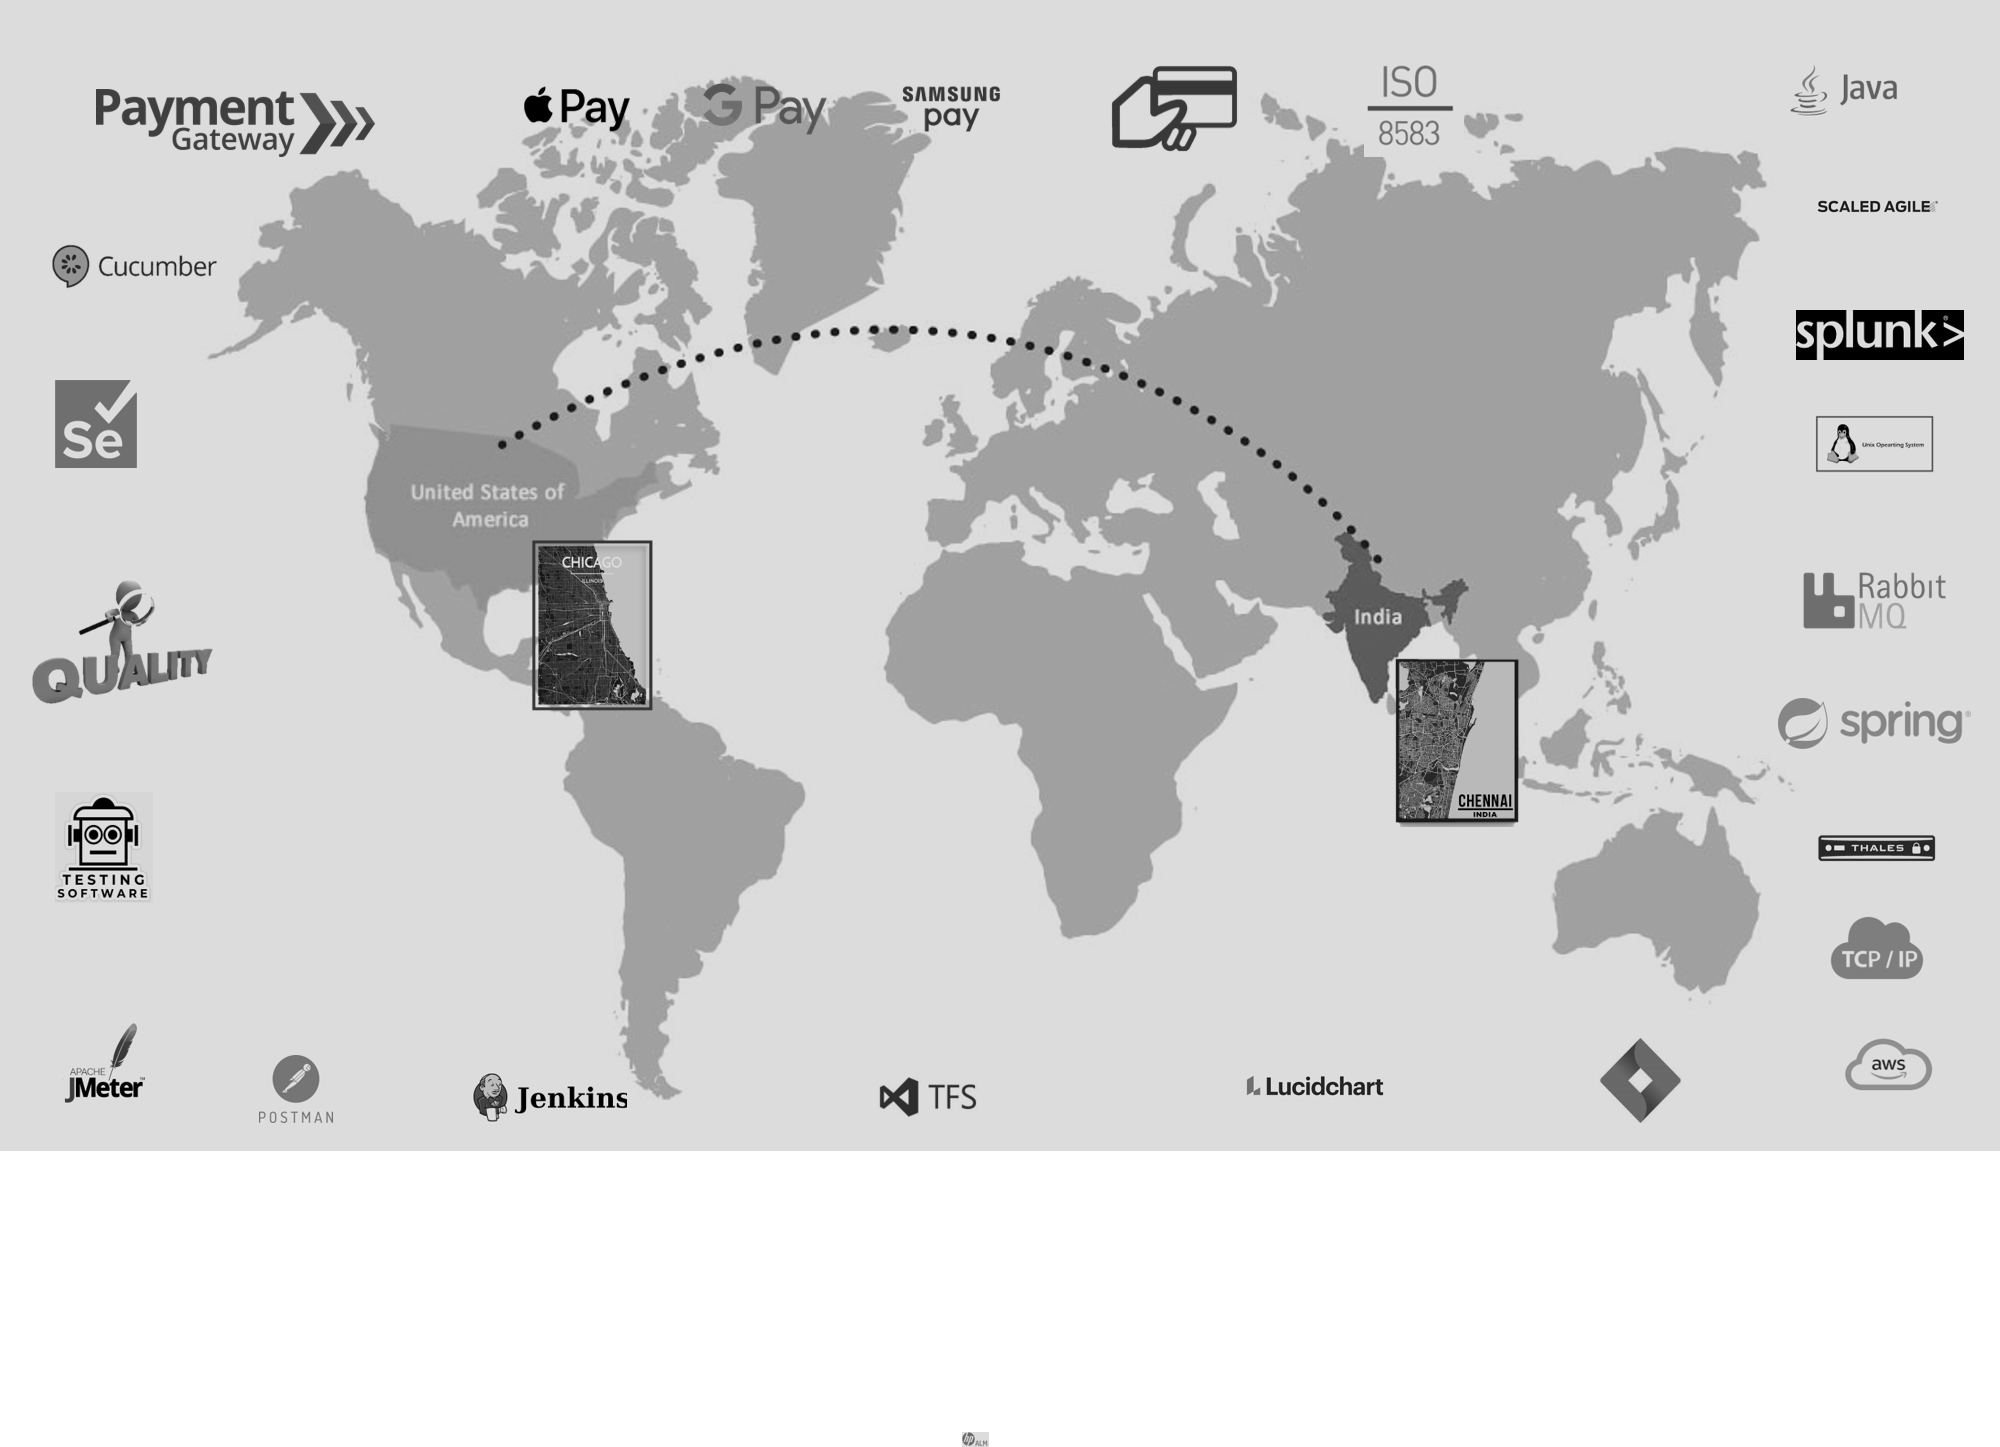 Payment
Gateway
Pay
G Pay
SAMSUNG
pay
ISO
8583
Java
SCALED AGILE
Cucumber
splunk>
Se
Unix Opearting System
United States of
America
CHICAGO
ILLINOIS
India
Rabbit
MQ
QUALITY
spring®
CHENNAI
INDIA
THALES
TESTING
SOFTWARE
TCP / IP
APACHE
JMeter™
POSTMAN
Jenkins
TFS
Lucidchart
aws
hp
ALM